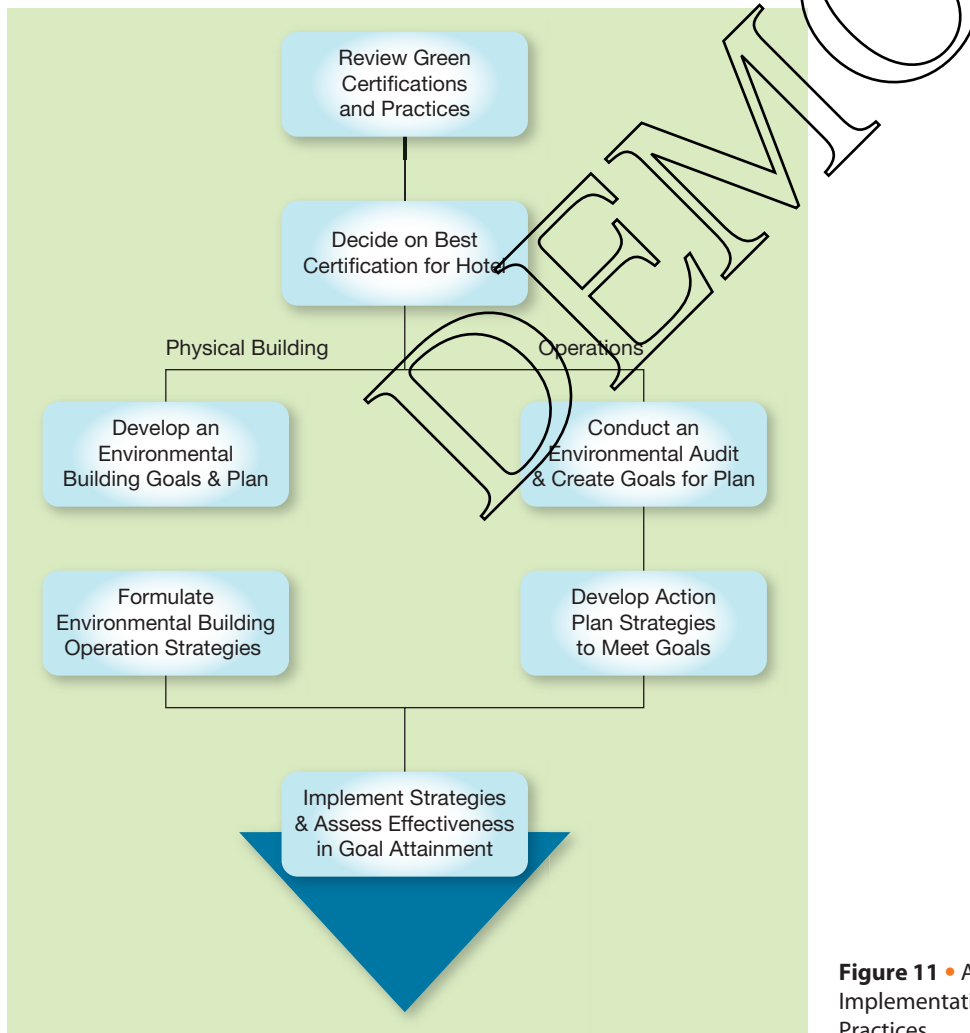 Review Green
Certifications
and Practices
Decide on Best
Certification for Hotel
Physical Building
Operations
Develop an
Environmental
Building Goals & Plan
Conduct an
Environmental Audit
& Create Goals for Plan
Formulate
Environmental Building
Operation Strategies
Develop Action
Plan Strategies
to Meet Goals
Implement Strategies
& Assess Effectiveness
in Goal Attainment
Figure 11 • A
Practices
DEMO